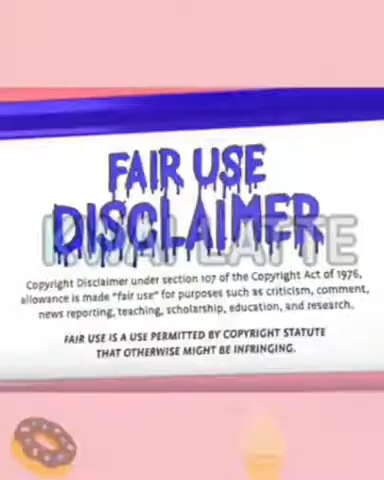 FAIR USE
DISCLAIMER
Copyright Disclaimer under section 107 of the Copyright Act of 1976,
allowance is made "fair use" for purposes such as criticism, comment,
news reporting, teaching, scholarship, education, and research.
FAIR USE IS A USE PERMITTED BY COPYRIGHT STATUTE
THAT OTHERWISE MIGHT BE INFRINGING.